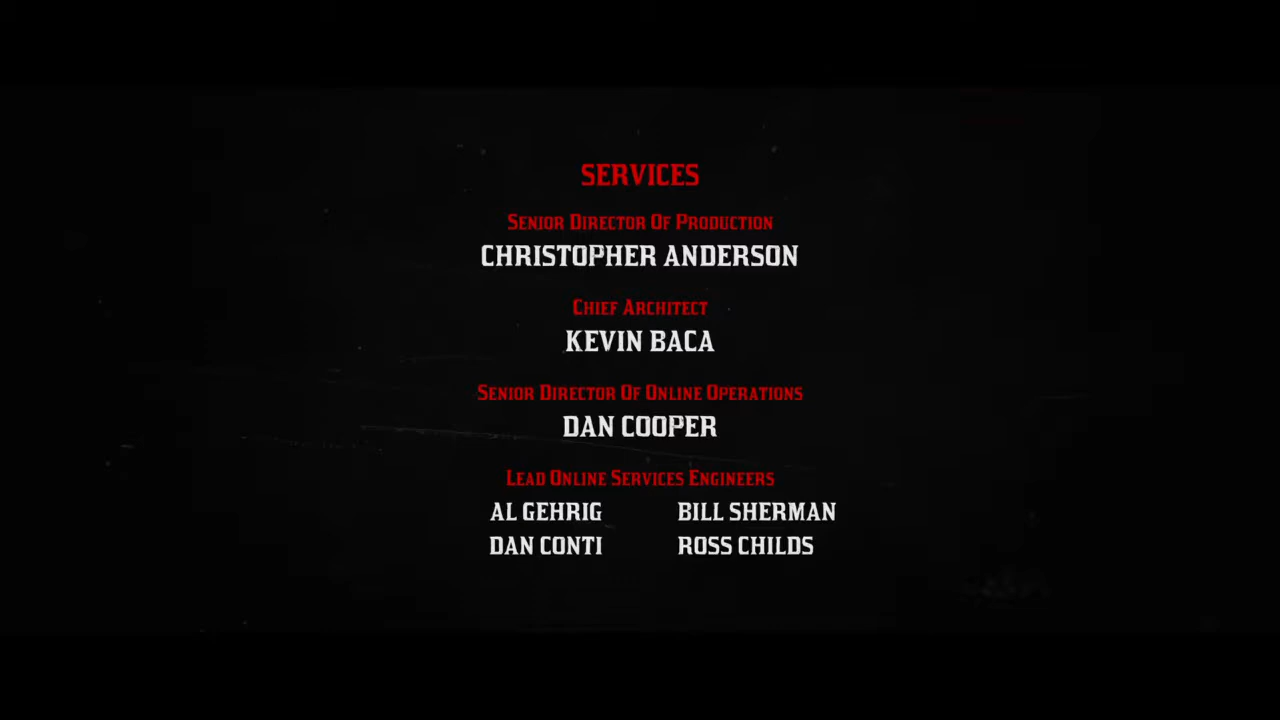 SERVICES
Senior Director Of Production
CHRISTOPHER ANDERSON
Chief Architect
KEVIN BACA
Senior Director Of Online Operations
DAN COOPER
Lead Online Services Engineers
AL GEHRIG BILL SHERMAN
DAN CONTI ROSS CHILDS